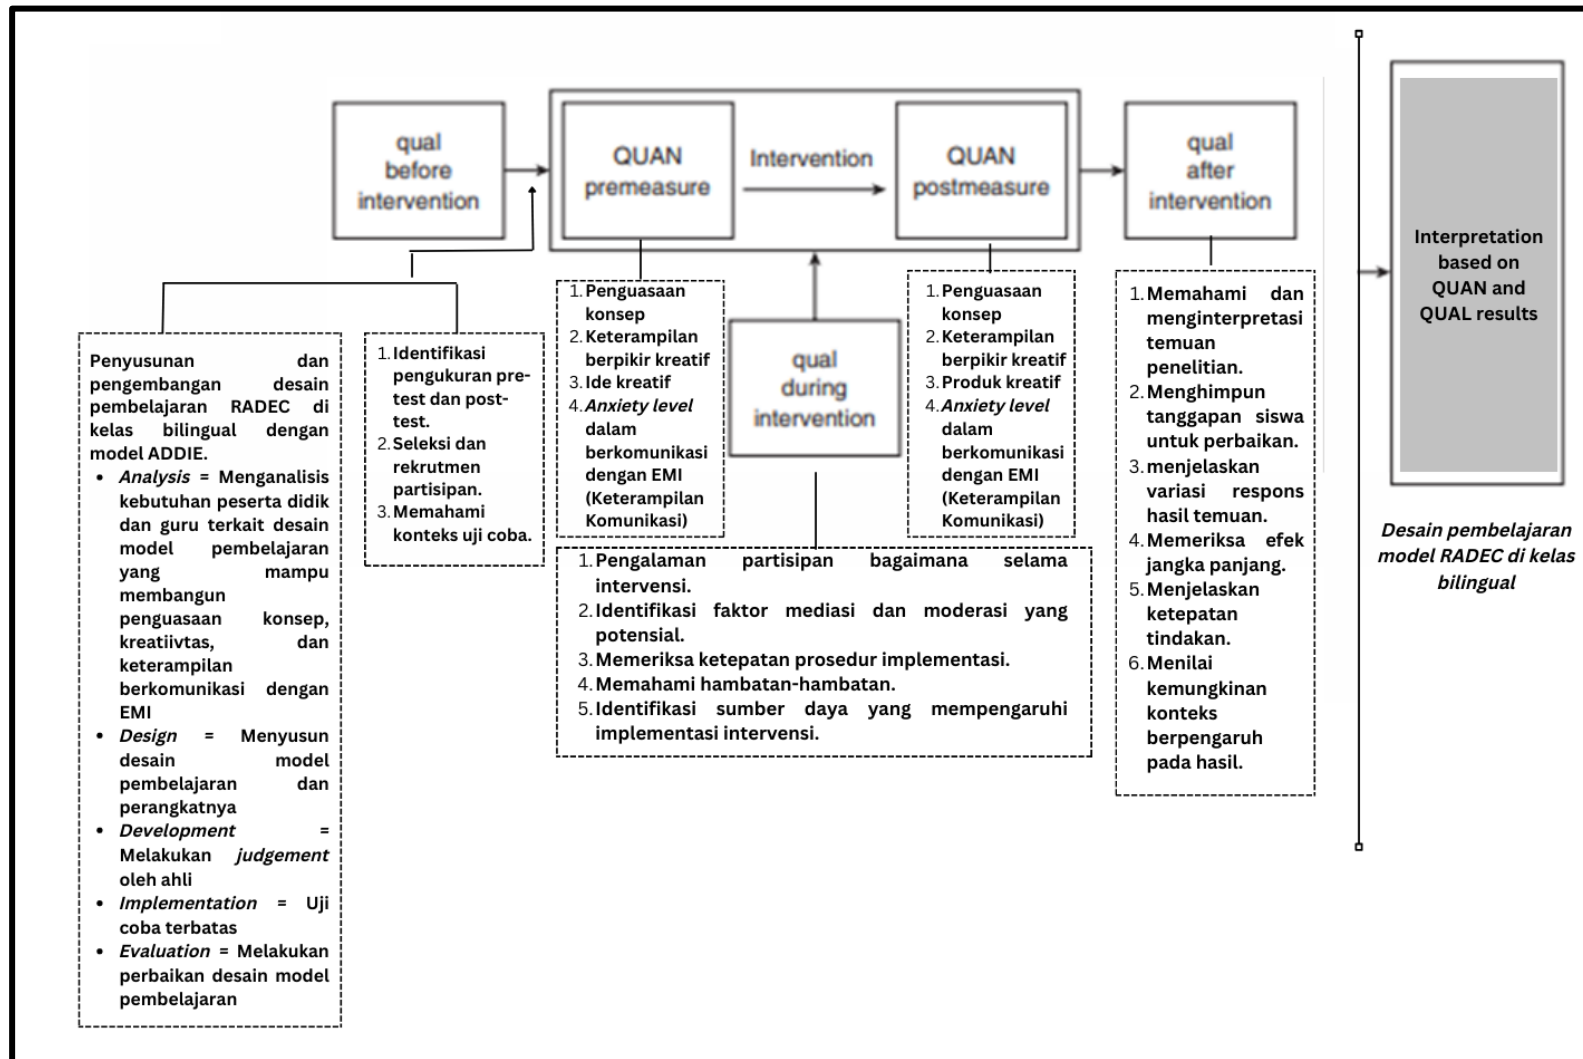 qual
before
intervention
QUAN
premeasure
Intervention
QUAN
postmeasure
qual
after
intervention
Interpretation
based on
QUAN and
QUAL results
Desain pembelajaran
model RADEC di kelas
bilingual
Penyusunan dan
pengembangan desain
pembelajaran RADEC di
kelas bilingual dengan
model ADDIE.
• Analysis = Menganalisis
kebutuhan peserta didik
dan guru terkait desain
model pembelajaran
yang mampu
membangun
penguasaan konsep,
kreatiivtas, dan
keterampilan
berkomunikasi dengan
EMI
• Design = Menyusun
desain model
pembelajaran dan
perangkatnya
• Development =
Melakukan judgement
oleh ahli
• Implementation = Uji
coba terbatas
• Evaluation = Melakukan
perbaikan desain model
pembelajaran
1. Identifikasi
pengukuran pre-
test dan post-
test.
2. Seleksi dan
rekrutmen
partisipan.
3. Memahami
konteks uji coba.
1. Penguasaan
konsep
2. Keterampilan
berpikir kreatif
3. Ide kreatif
4. Anxiety level
dalam
berkomunikasi
dengan EMI
(Keterampilan
Komunikasi)
qual
during
intervention
1. Penguasaan
konsep
2. Keterampilan
berpikir kreatif
3. Produk kreatif
4. Anxiety level
dalam
berkomunikasi
dengan EMI
(Keterampilan
Komunikasi)
1. Pengalaman partisipan bagaimana selama
intervensi.
2. Identifikasi faktor mediasi dan moderasi yang
potensial.
3. Memeriksa ketepatan prosedur implementasi.
4. Memahami hambatan-hambatan.
5. Identifikasi sumber daya yang mempengaruhi
implementasi intervensi.
1. Memahami dan
menginterpretasi
temuan
penelitian.
2. Menghimpun
tanggapan siswa
untuk perbaikan.
3. menjelaskan
variasi respons
hasil temuan.
4. Memeriksa efek
jangka panjang.
5. Menjelaskan
ketepatan
tindakan.
6. Menilai
kemungkinan
konteks
berpengaruh
pada hasil.